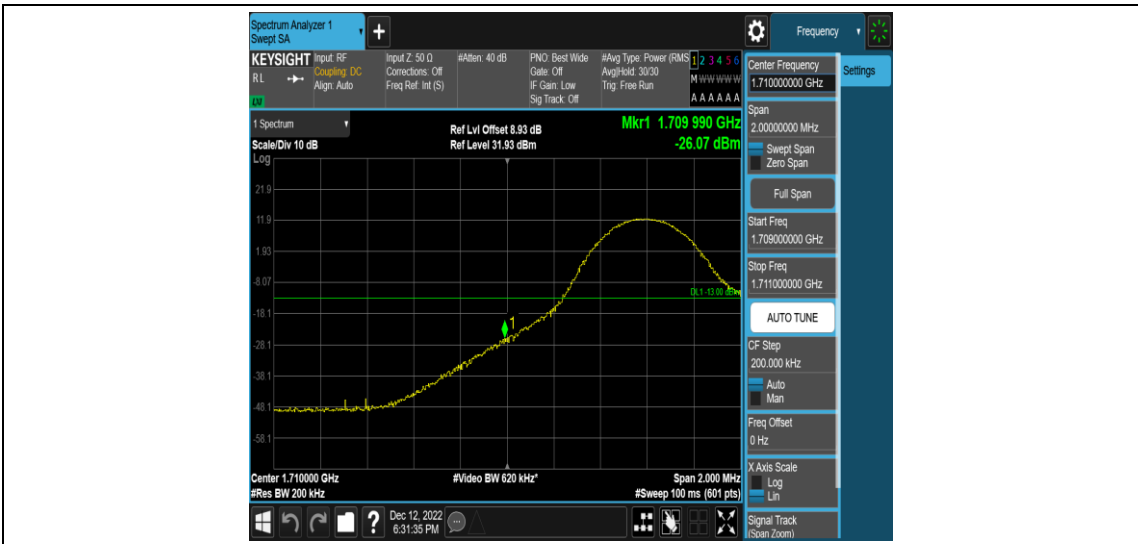 Spectrum Analyzer 1
Swept SA
Frequency
KEYSIGHT
RL
LXI
Input: RF
Coupling: DC
Align: Auto
Input Z: 50 Ω
Corrections: Off
Freq Ref: Int (S)
#Atten: 40 dB
PNO: Best Wide
Gate: Off
IF Gain: Low
Sig Track: Off
#Avg Type: Power (RMS
Avg|Hold: 30/30
Trig: Free Run
1 2 3 4 5 6
M W W W W W
A A A A A A
Center Frequency
1.710000000 GHz
Settings
1 Spectrum
Scale/Div 10 dB
Log
Ref Lvl Offset 8.93 dB
Ref Level 31.93 dBm
Mkr1 1.709 990 GHz
-26.07 dBm
21.9
11.9
1.93
-8.07
-18.1
-28.1
-38.1
-48.1
-58.1
DL1 -13.00 dBm
1
Center 1.710000 GHz
#Res BW 200 kHz
#Video BW 620 kHz*
Span 2.000 MHz
#Sweep 100 ms (601 pts)
Span
2.00000000 MHz
Swept Span
Zero Span
Full Span
Start Freq
1.709000000 GHz
Stop Freq
1.711000000 GHz
AUTO TUNE
CF Step
200.000 kHz
Auto
Man
Freq Offset
0 Hz
X Axis Scale
Log
Lin
Signal Track
(Span Zoom)
?
Dec 12, 2022
6:31:35 PM